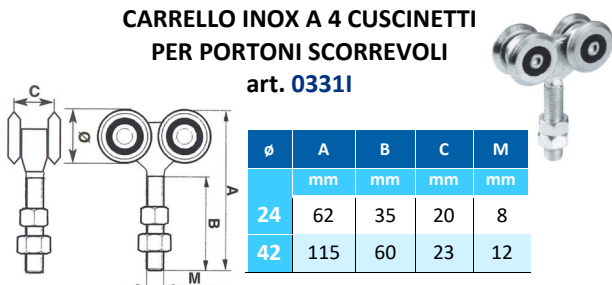 CARRELLO INOX A 4 CUSCINETTI
PER PORTONI SCORREVOLI
art. 0331I
C
Ø
A
B
M
ø A B C M
mm mm mm mm
24 62 35 20 8
42 115 60 23 12